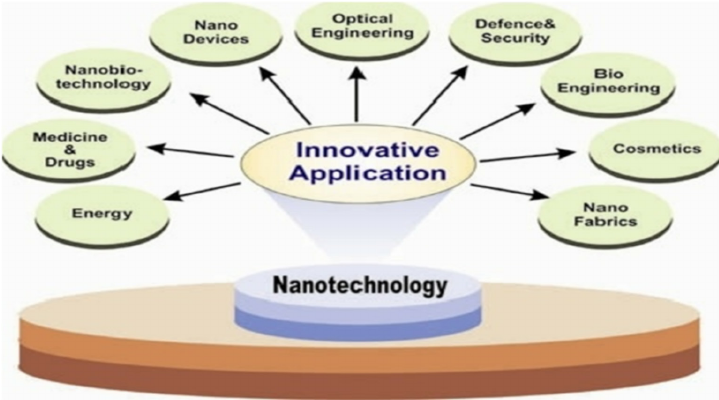 Optical
Engineering
Nano
Devices
Defence&
Security
Nanobio-
technology
Bio
Engineering
Medicine
&
Drugs
Innovative
Application
Cosmetics
Energy
Nano
Fabrics
Nanotechnology